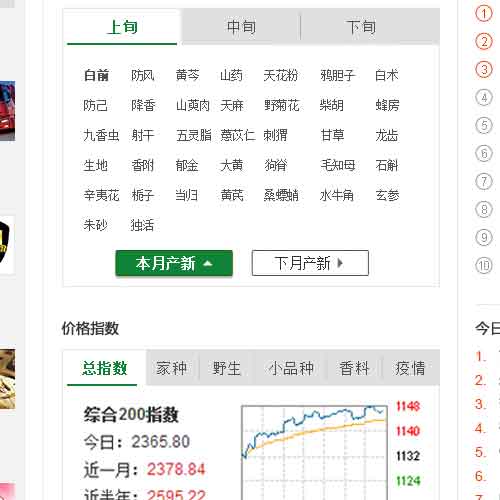 上旬 中旬 下旬
白前 防风 黄芩 山药 天花粉 鸦胆子 白术
防己 降香 山萸肉 天麻 野菊花 柴胡 蜂房
九香虫 射干 五灵脂 薏苡仁 刺猬 甘草 龙齿
生地 香附 郁金 大黄 狗脊 毛知母 石斛
辛夷花 栀子 当归 黄芪 桑螵蛸 水牛角 玄参
朱砂 独活
本月产新 下月产新
价格指数
总指数 家种 野生 小品种 香料 疫情
综合200指数
今日：2365.80
近一月：2378.84
近半年：2595.22
1148
1140
1132
1124
1
2
3
4
5
6
7
8
9
10
今日
1.
2.
3.
4.
5.
6.
7.